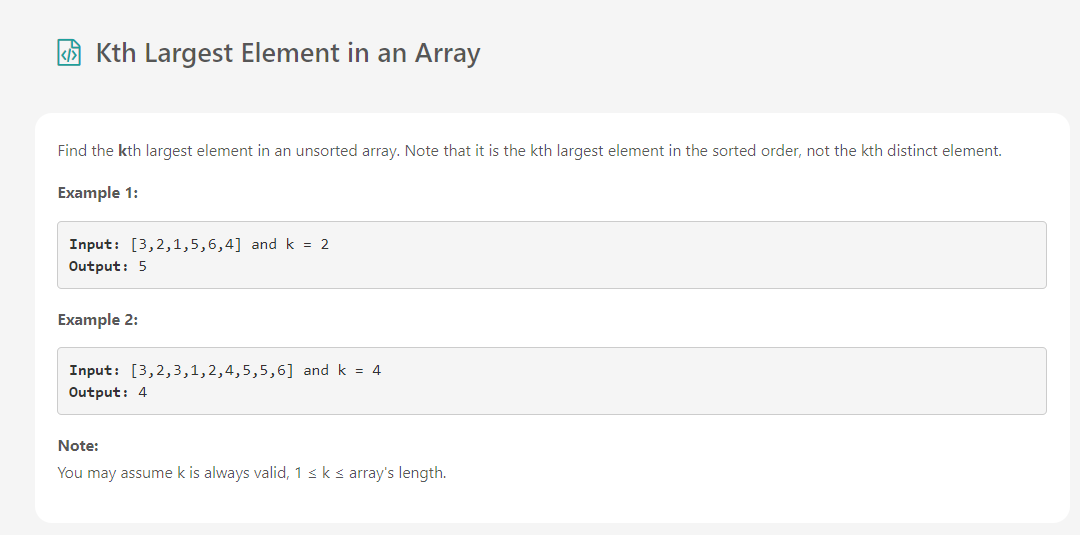 Kth Largest Element in an Array
Find the kth largest element in an unsorted array. Note that it is the kth largest element in the sorted order, not the kth distinct element.
Example 1:
Input: [3,2,1,5,6,4] and k = 2
Output: 5
Example 2:
Input: [3,2,3,1,2,4,5,5,6] and k = 4
Output: 4
Note:
You may assume k is always valid, 1 ≤ k ≤ array's length.